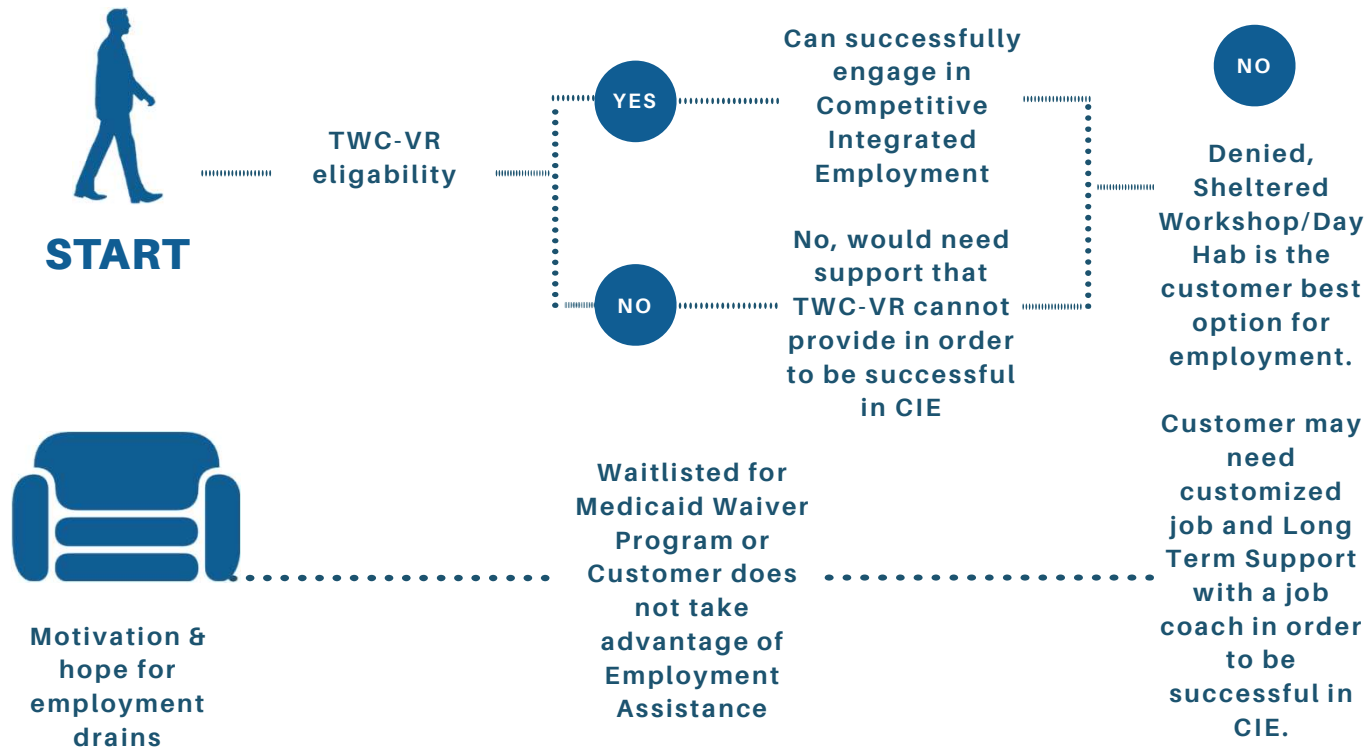 START
TWC-VR
eligability
YES
Can successfully
engage in
Competitive
Integrated
Employment
NO
No, would need
support that
TWC-VR cannot
provide in order
to be successful
in CIE
NO
Denied,
Sheltered
Workshop/Day
Hab is the
customer best
option for
employment.
Customer may
need
customized
job and Long
Term Support
with a job
coach in order
to be
successful in
CIE.
Waitlisted for
Medicaid Waiver
Program or
Customer does
not take
advantage of
Employment
Assistance
Motivation &
hope for
employment
drains